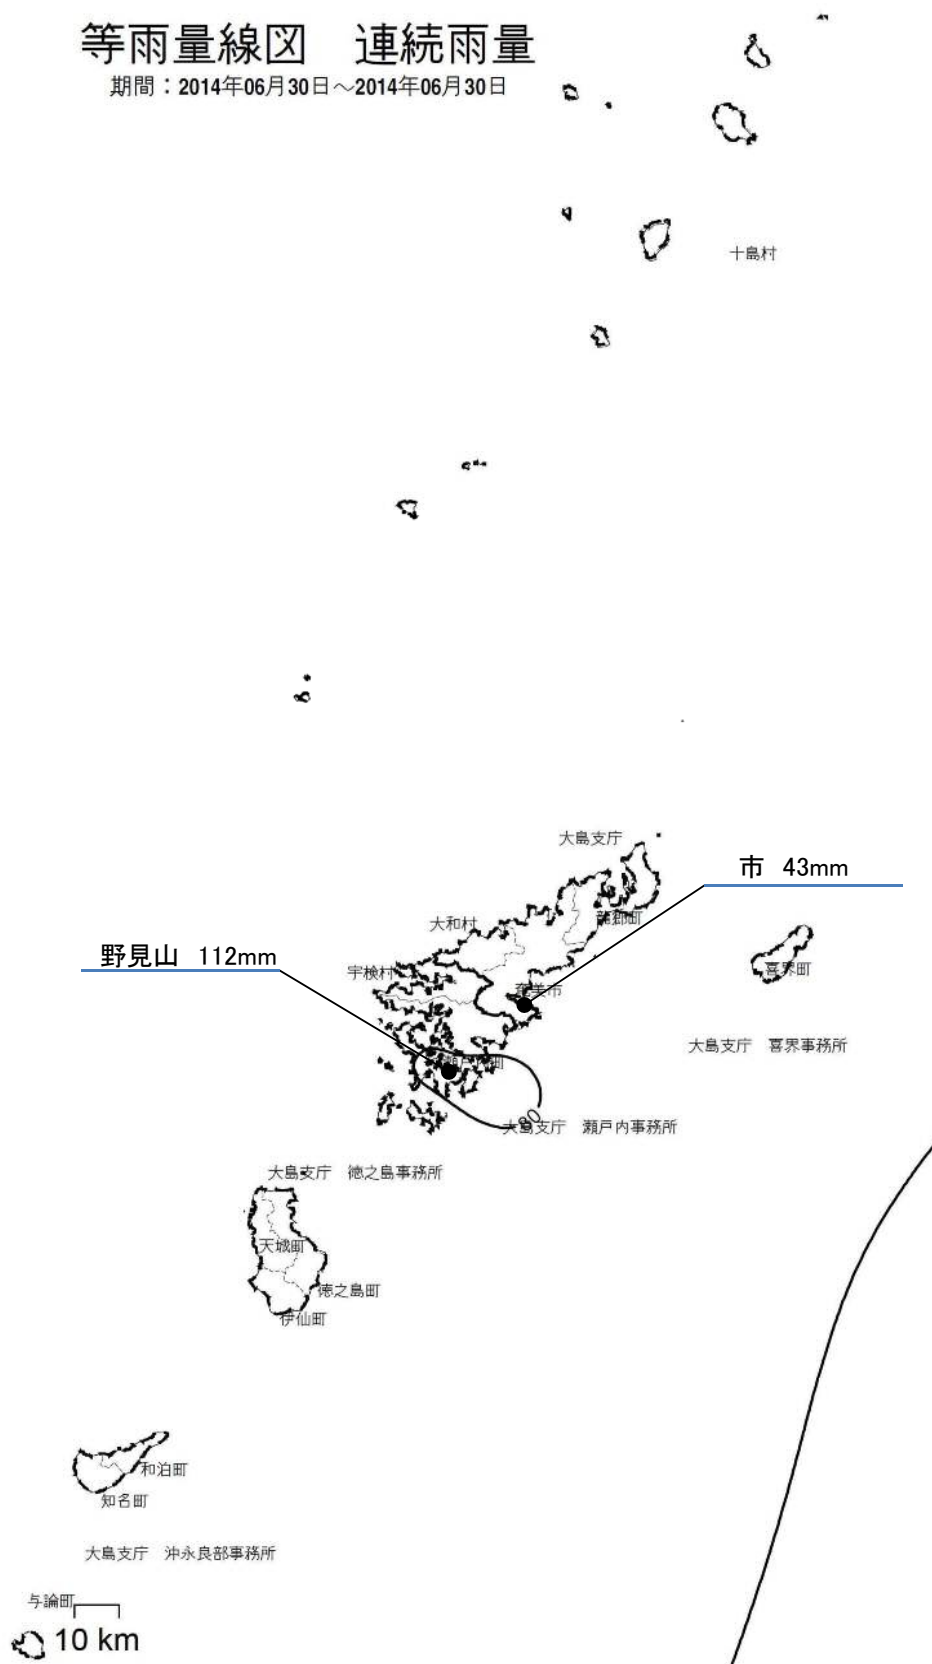 等雨量線図　連続雨量
期間：2014年06月30日～2014年06月30日
十島村
大島支庁
市　43mm
龍郷町
大和村
野見山　112mm
宇検村
喜界町
奄美市
大島支庁　喜界事務所
瀬戸内町
80
大島支庁　瀬戸内事務所
大島支庁　徳之島事務所
天城町
徳之島町
伊仙町
和泊町
知名町
大島支庁　沖永良部事務所
与論町
10 km